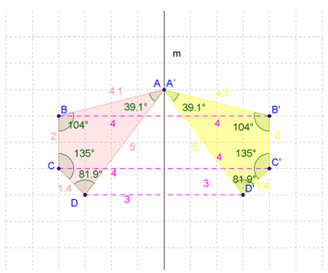 m
A A´
4.1 4.1
39.1° 39.1°
B 4 B'
104° 104°
2 5 4 5 2
135° 135°
C 4 4 C'
1.4 81.9° 81.9° 1.4
D 3 3 D'